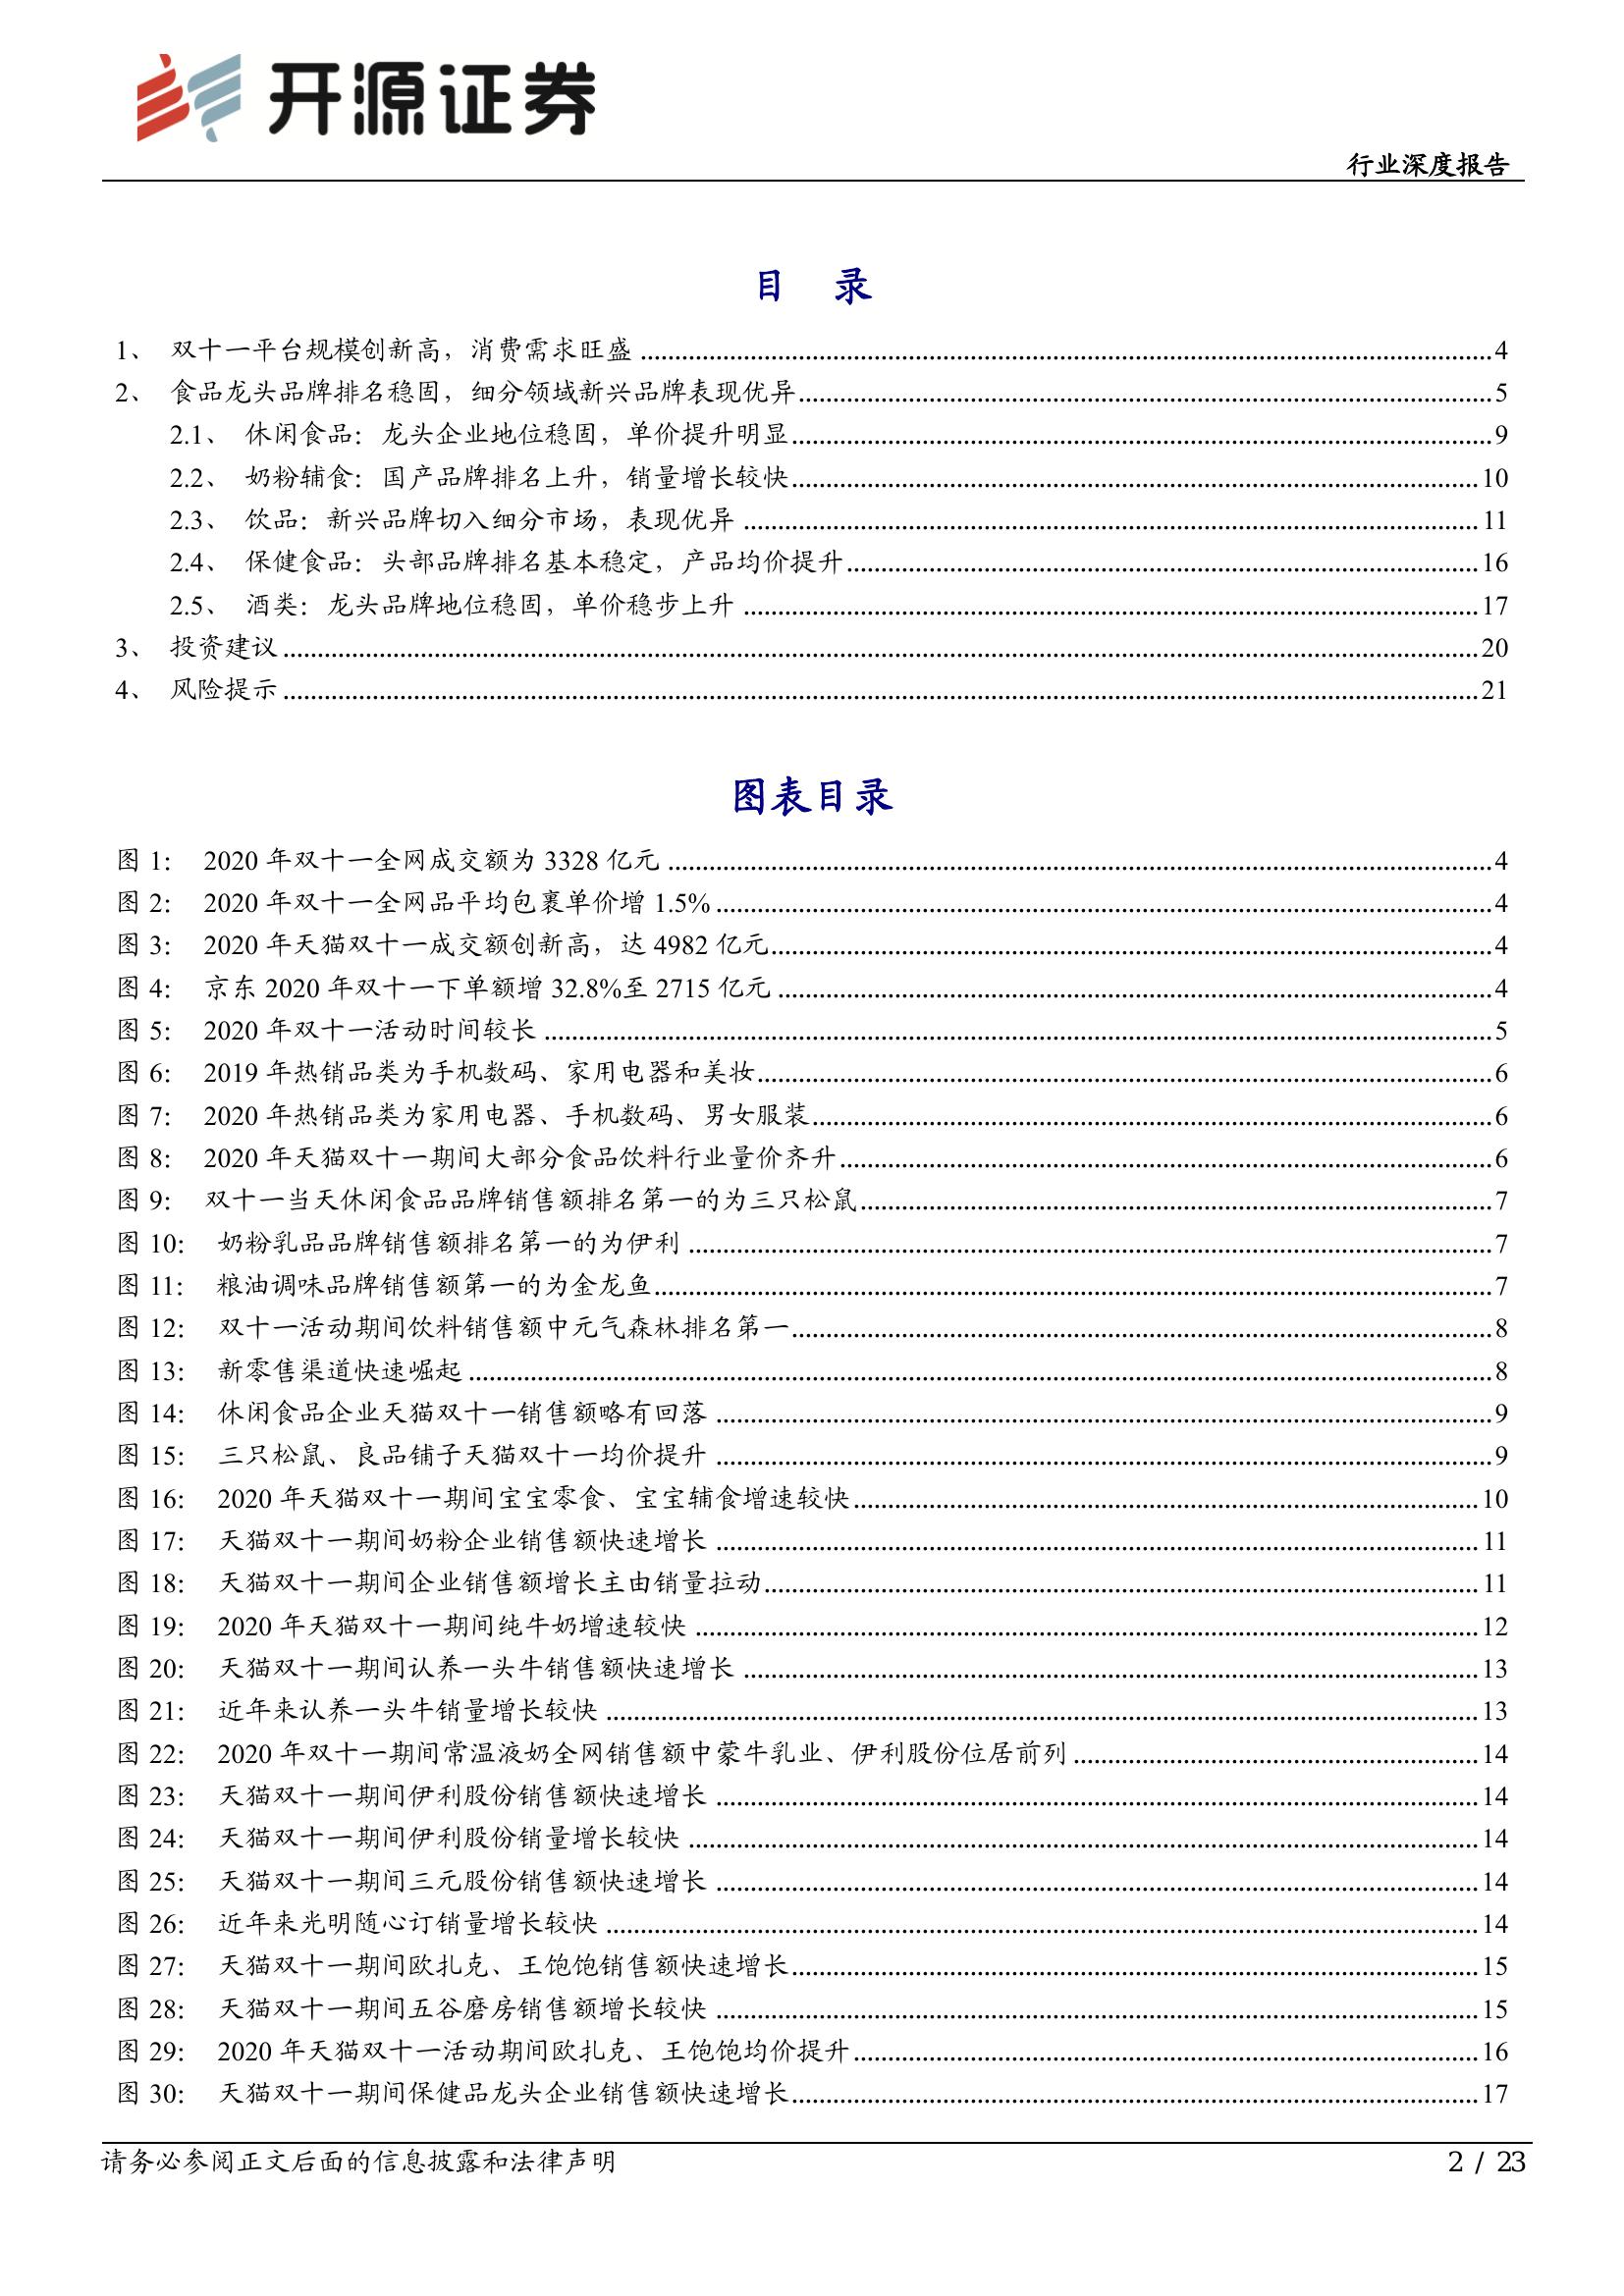 开源证券
行业深度报告
目 录
1、 双十一平台规模创新高，消费需求旺盛 4
2、 食品龙头品牌排名稳固，细分领域新兴品牌表现优异 5
2.1、 休闲食品：龙头企业地位稳固，单价提升明显 9
2.2、 奶粉辅食：国产品牌排名上升，销量增长较快 10
2.3、 饮品：新兴品牌切入细分市场，表现优异 11
2.4、 保健食品：头部品牌排名基本稳定，产品均价提升 16
2.5、 酒类：龙头品牌地位稳固，单价稳步上升 17
3、 投资建议 20
4、 风险提示 21
图表目录
图 1： 2020 年双十一全网成交额为 3328 亿元 4
图 2： 2020 年双十一全网品平均包裹单价增 1.5% 4
图 3： 2020 年天猫双十一成交额创新高，达 4982 亿元 4
图 4： 京东 2020 年双十一下单额增 32.8%至 2715 亿元 4
图 5： 2020 年双十一活动时间较长 5
图 6： 2019 年热销品类为手机数码、家用电器和美妆 6
图 7： 2020 年热销品类为家用电器、手机数码、男女服装 6
图 8： 2020 年天猫双十一期间大部分食品饮料行业量价齐升 6
图 9： 双十一当天休闲食品品牌销售额排名第一的为三只松鼠 7
图 10： 奶粉乳品品牌销售额排名第一的为伊利 7
图 11： 粮油调味品牌销售额第一的为金龙鱼 7
图 12： 双十一活动期间饮料销售额中元气森林排名第一 8
图 13： 新零售渠道快速崛起 8
图 14： 休闲食品企业天猫双十一销售额略有回落 9
图 15： 三只松鼠、良品铺子天猫双十一均价提升 9
图 16： 2020 年天猫双十一期间宝宝零食、宝宝辅食增速较快 10
图 17： 天猫双十一期间奶粉企业销售额快速增长 11
图 18： 天猫双十一期间企业销售额增长主由销量拉动 11
图 19： 2020 年天猫双十一期间纯牛奶增速较快 12
图 20： 天猫双十一期间认养一头牛销售额快速增长 13
图 21： 近年来认养一头牛销量增长较快 13
图 22： 2020 年双十一期间常温液奶全网销售额中蒙牛乳业、伊利股份位居前列 14
图 23： 天猫双十一期间伊利股份销售额快速增长 14
图 24： 天猫双十一期间伊利股份销量增长较快 14
图 25： 天猫双十一期间三元股份销售额快速增长 14
图 26： 近年来光明随心订销量增长较快 14
图 27： 天猫双十一期间欧扎克、王饱饱销售额快速增长 15
图 28： 天猫双十一期间五谷磨房销售额增长较快 15
图 29： 2020 年天猫双十一活动期间欧扎克、王饱饱均价提升 16
图 30： 天猫双十一期间保健品龙头企业销售额快速增长 17
请务必参阅正文后面的信息披露和法律声明
2 / 23